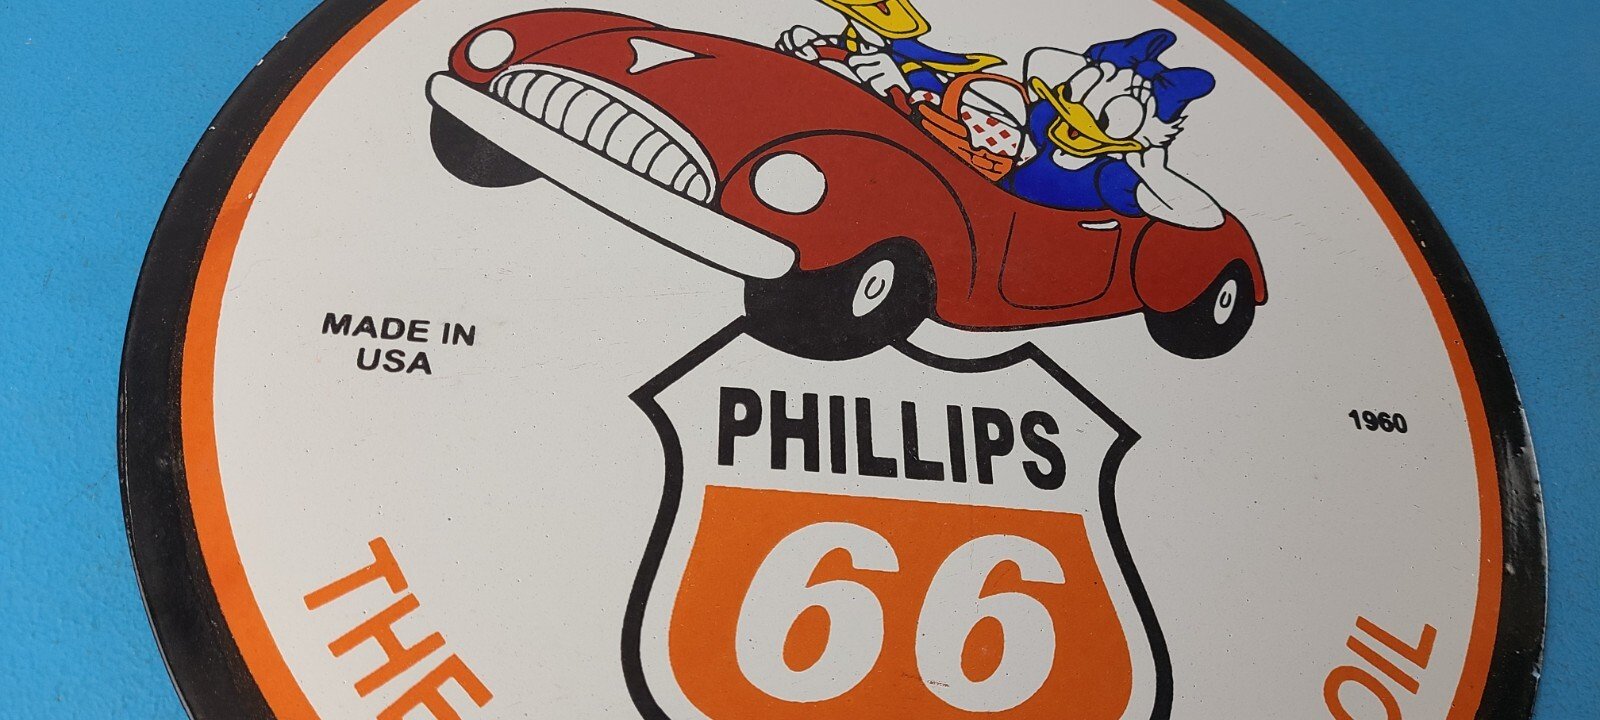 MADE IN
USA
1960
PHILLIPS
66
THE
OIL